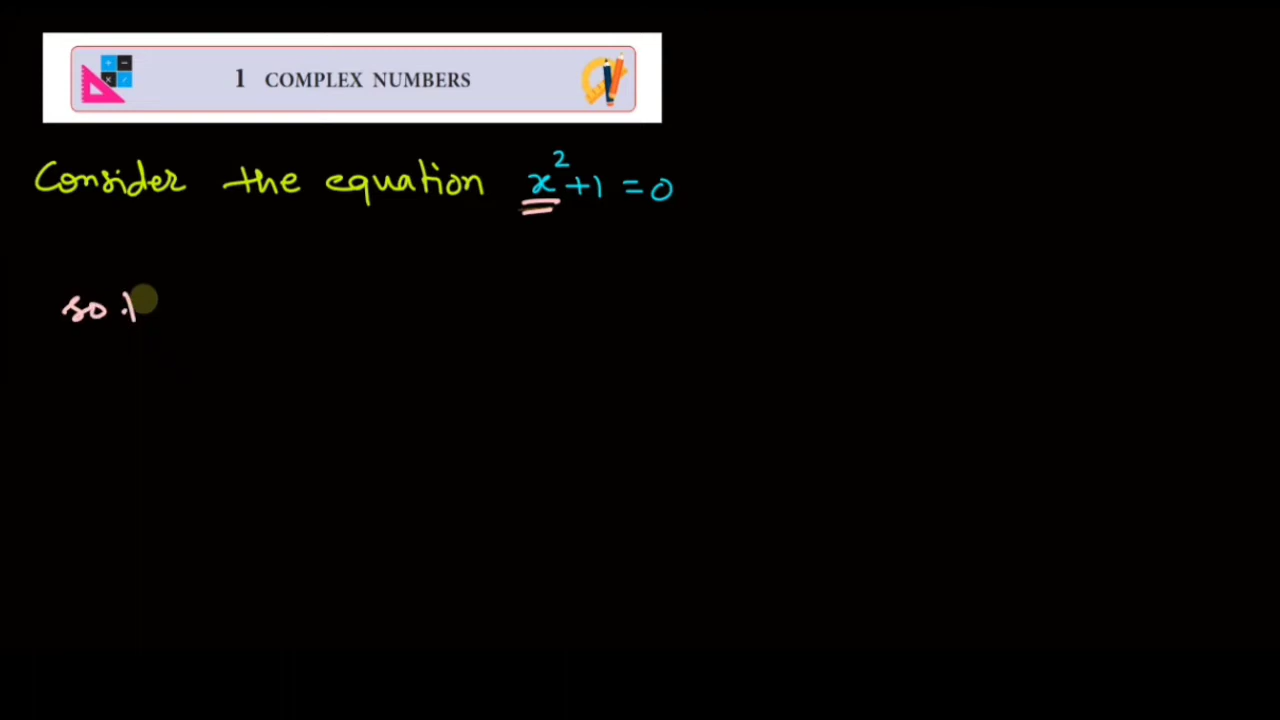 1 COMPLEX NUMBERS
Consider the equation x²+1=0
so